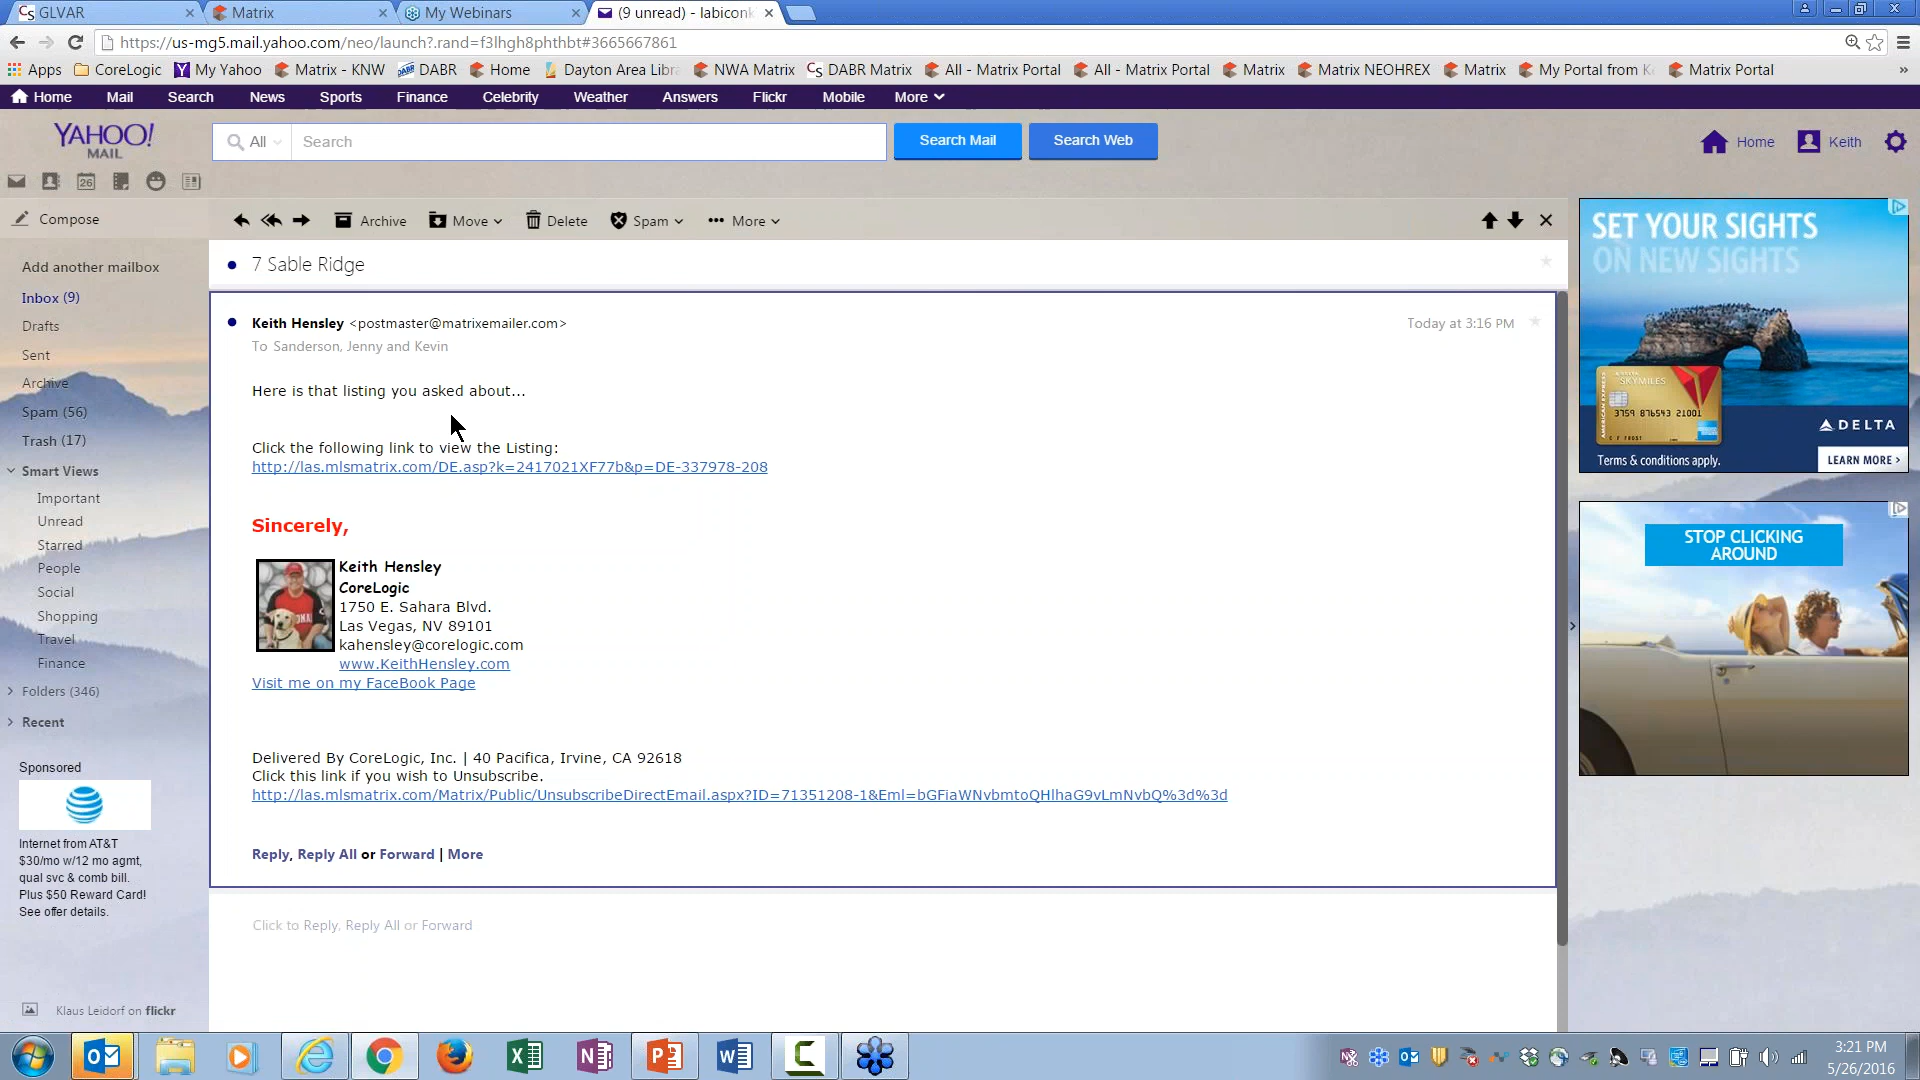 GLVAR
Matrix
My Webinars
(9 unread) - labiconk
https://us-mg5.mail.yahoo.com/neo/launch?.rand=f3lhgh8phthbt#3665667861
Apps CoreLogic My Yahoo Matrix - KNW DABR Home Dayton Area Libra NWA Matrix DABR Matrix All - Matrix Portal All - Matrix Portal Matrix Matrix NEOHREX Matrix My Portal from K Matrix Portal »
Home Mail Search News Sports Finance Celebrity Weather Answers Flickr Mobile More
YAHOO!
MAIL
All Search Search Mail Search Web Home Keith
26
Compose Archive Move Delete Spam More
Add another mailbox
Inbox (9)
Drafts
Sent
Archive
Spam (56)
Trash (17)
Smart Views
Important
Unread
Starred
People
Social
Shopping
Travel
Finance
Folders (346)
Recent
Sponsored
Internet from AT&T
$30/mo w/12 mo agmt,
qual svc & comb bill.
Plus $50 Reward Card!
See offer details.
Klaus Leidorf on flickr
7 Sable Ridge
Keith Hensley <postmaster@matrixemailer.com> Today at 3:16 PM
To Sanderson, Jenny and Kevin
Here is that listing you asked about...
Click the following link to view the Listing:
http://las.mlsmatrix.com/DE.asp?k=2417021XF77b&p=DE-337978-208
Sincerely,
Keith Hensley
CoreLogic
1750 E. Sahara Blvd.
Las Vegas, NV 89101
kahensley@corelogic.com
www.KeithHensley.com
Visit me on my FaceBook Page
Delivered By CoreLogic, Inc. | 40 Pacifica, Irvine, CA 92618
Click this link if you wish to Unsubscribe.
http://las.mlsmatrix.com/Matrix/Public/UnsubscribeDirectEmail.aspx?ID=71351208-1&Eml=bGFiaWNvbmtoQHlhaG9vLmNvbQ%3d%3d
Reply, Reply All or Forward | More
Click to Reply, Reply All or Forward
SET YOUR SIGHTS
ON NEW SIGHTS
SKYMILES
3759 876543 21001
C F FROST
DELTA
Terms & conditions apply.
LEARN MORE >
STOP CLICKING
AROUND
3:21 PM
5/26/2016